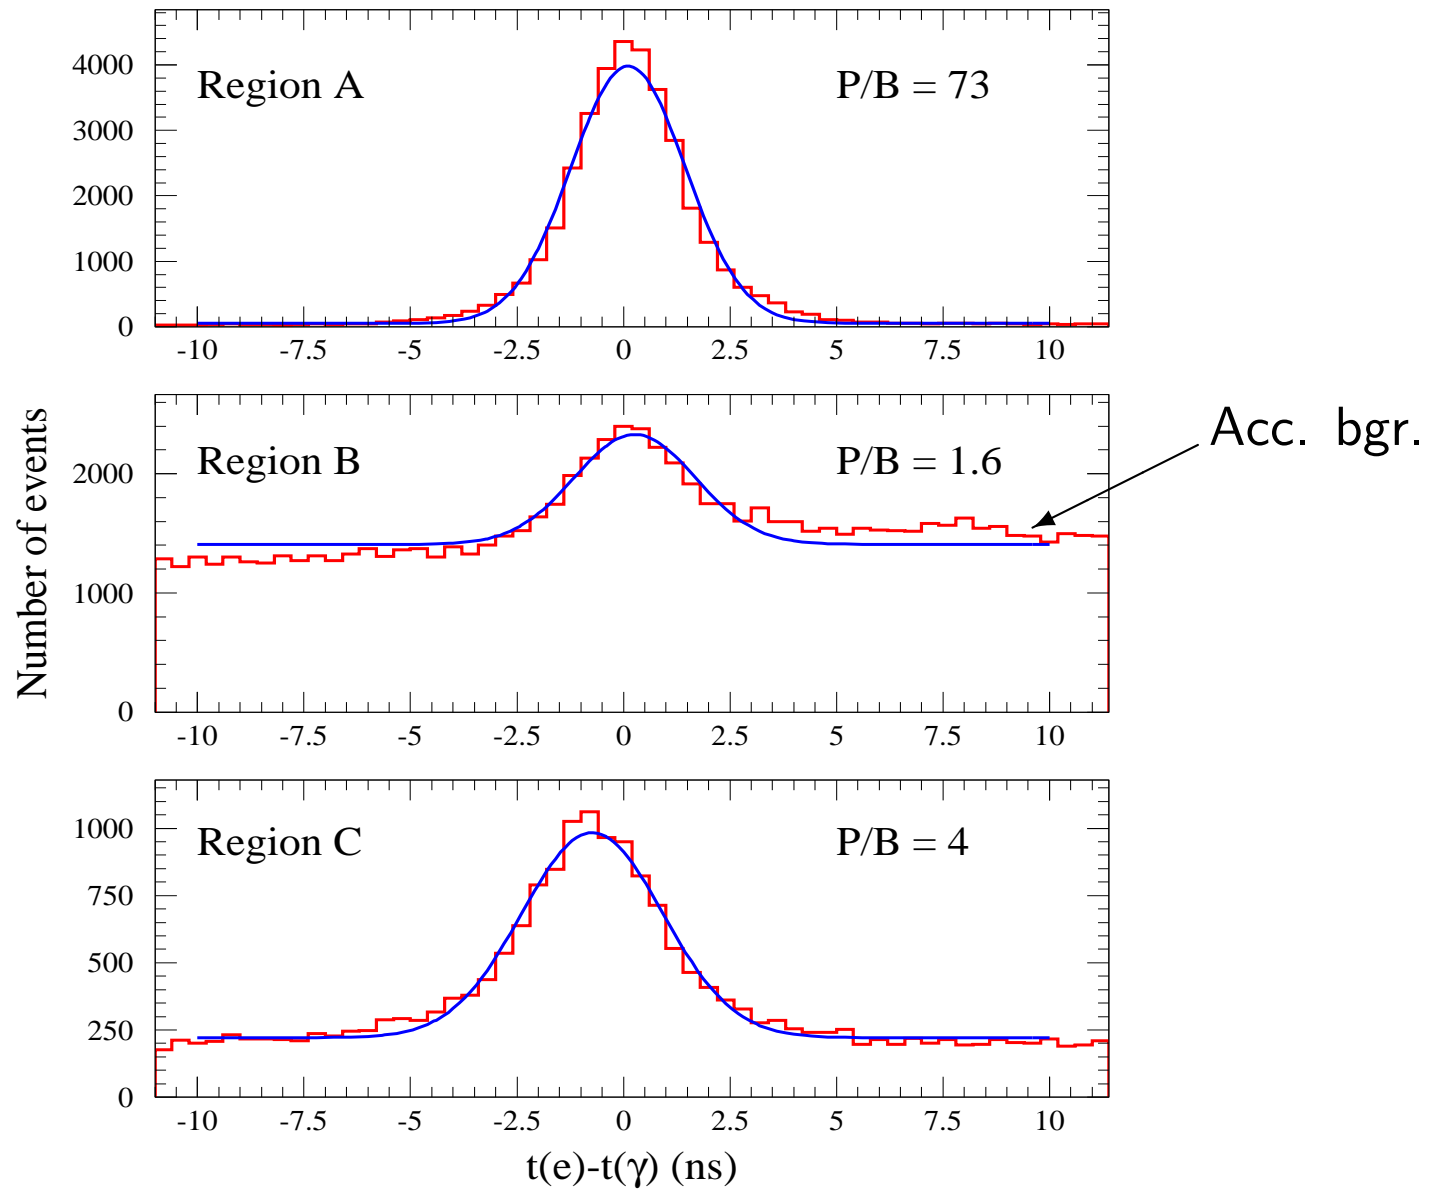 4000
3000
2000
1000
0
Region A
P/B = 73
-10 -7.5 -5 -2.5 0 2.5 5 7.5 10
Number of events
2000
1000
0
Region B
P/B = 1.6
Acc. bgr.
-10 -7.5 -5 -2.5 0 2.5 5 7.5 10
1000
750
500
250
0
Region C
P/B = 4
-10 -7.5 -5 -2.5 0 2.5 5 7.5 10
t(e)-t(γ) (ns)